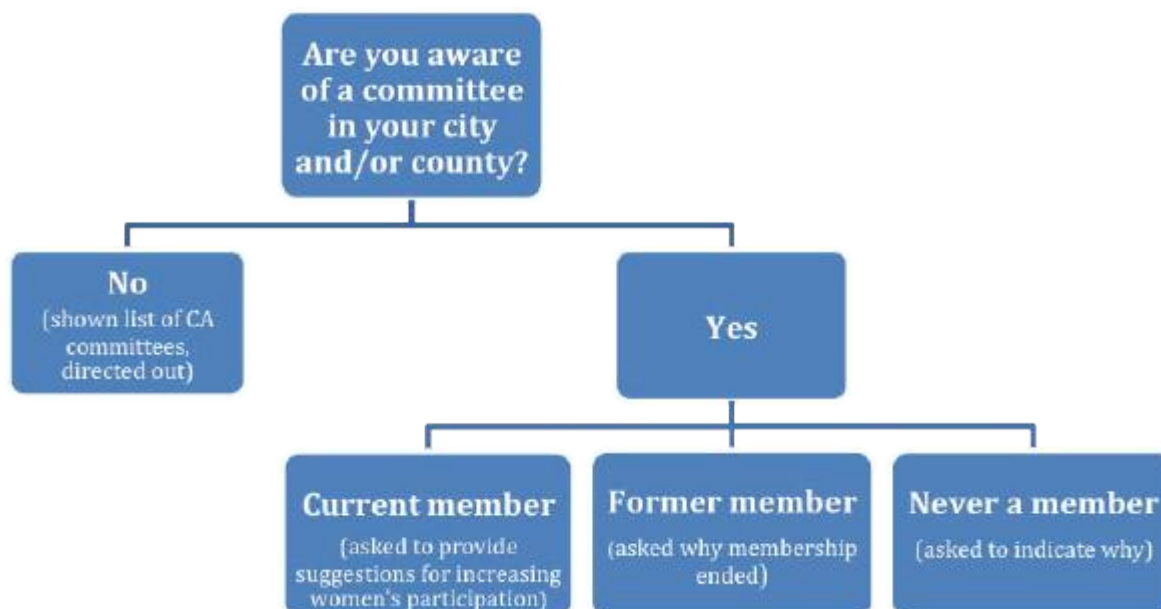 Are you aware
of a committee
in your city
and/or county?
No
(shown list of CA
committees,
directed out)
Yes
Current member
(asked to provide
suggestions for increasing
women's participation)
Former member
(asked why membership
ended)
Never a member
(asked to indicate why)